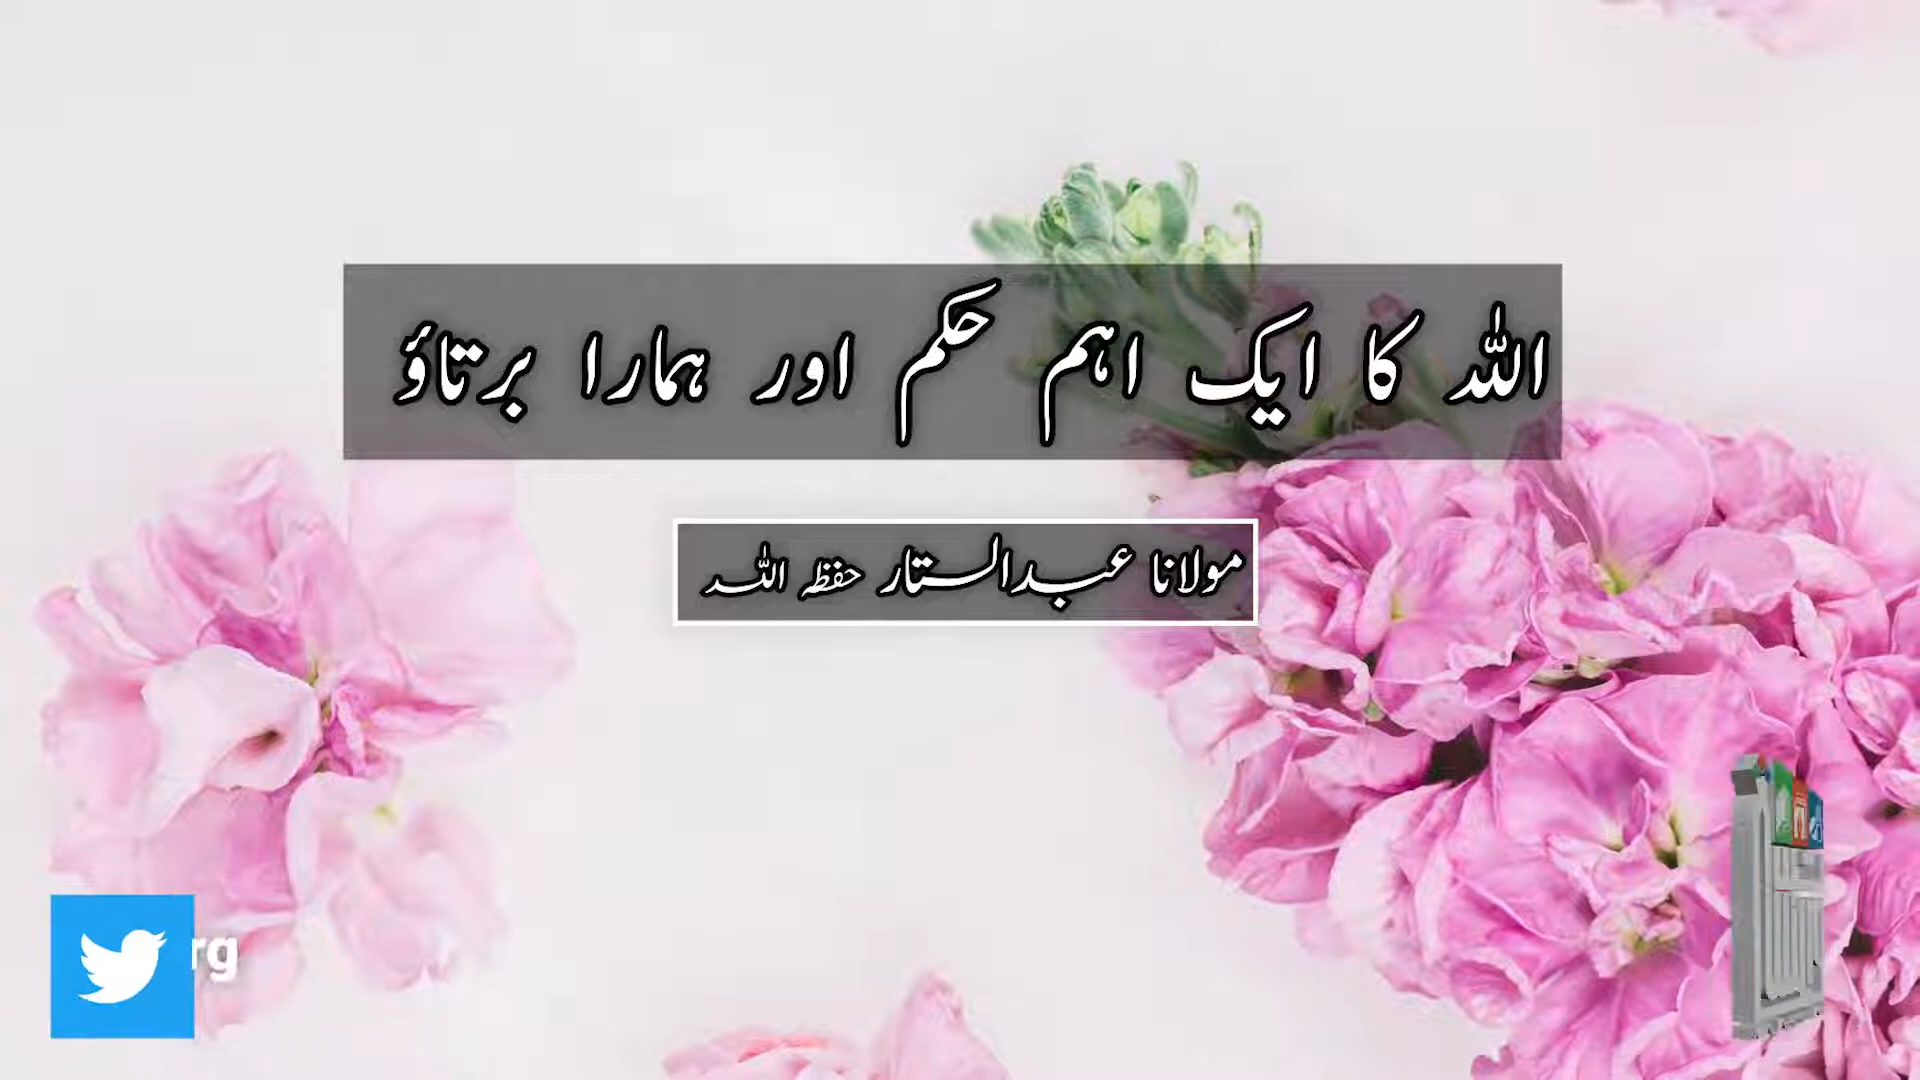 اللہ کا ایک اہم حکم اور ہمارا برتاؤ
مولانا عبدالستار حفظہ اللہ
rg